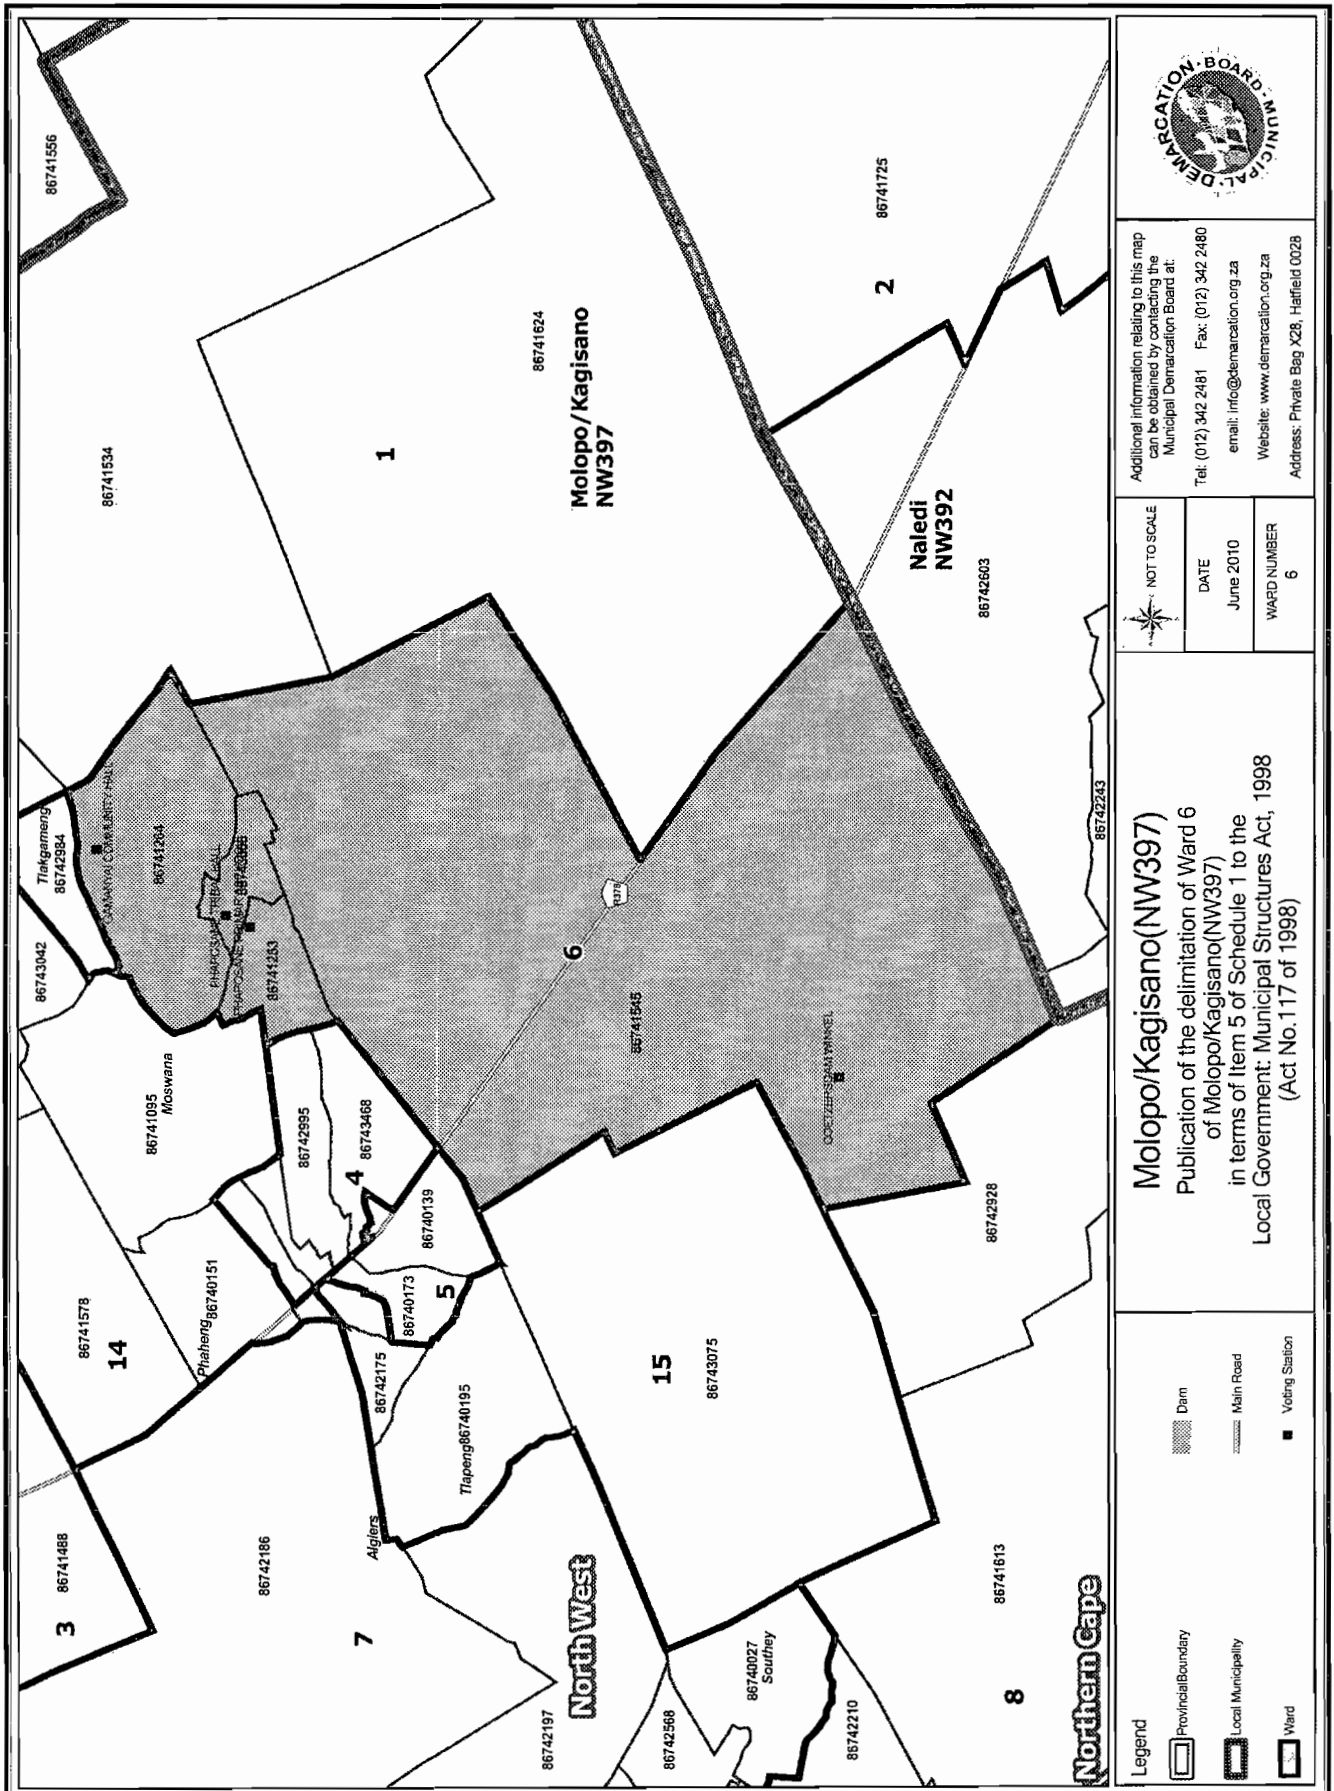 86741556
86741534
86741624
86741725
1
2
Molopo/Kagisano
NW397
Naledi
NW392
86742603
86742243
Tlakgameng
86742984
GAMANYAI COMMUNITY HALL
86741264
86743042
86741253
86741095
Moswana
6
R378
86741545
COETZERSDAM WINKEL
86742995
86743468
4
86740139
86740173
5
86742928
86741578
14
Phaheng
86740151
86742175
Tlapeng
86740195
15
86743075
3
86741488
86742186
Algiers
7
North West
86742197
86742568
86740027
Southey
86742210
8
86741613
Northern Cape
Legend
Provincial Boundary
Local Municipality
Ward
Dam
Main Road
Voting Station
Molopo/Kagisano(NW397)
Publication of the delimitation of Ward 6
of Molopo/Kagisano(NW397)
in terms of Item 5 of Schedule 1 to the
Local Government: Municipal Structures Act, 1998
(Act No.117 of 1998)
NOT TO SCALE
DATE
June 2010
WARD NUMBER
6
Additional information relating to this map
can be obtained by contacting the
Municipal Demarcation Board at:
Tel: (012) 342 2481 Fax: (012) 342 2480
email: info@demarcation.org.za
Website: www.demarcation.org.za
Address: Private Bag X28, Hatfield 0028
MUNICIPAL DEMARCATION BOARD